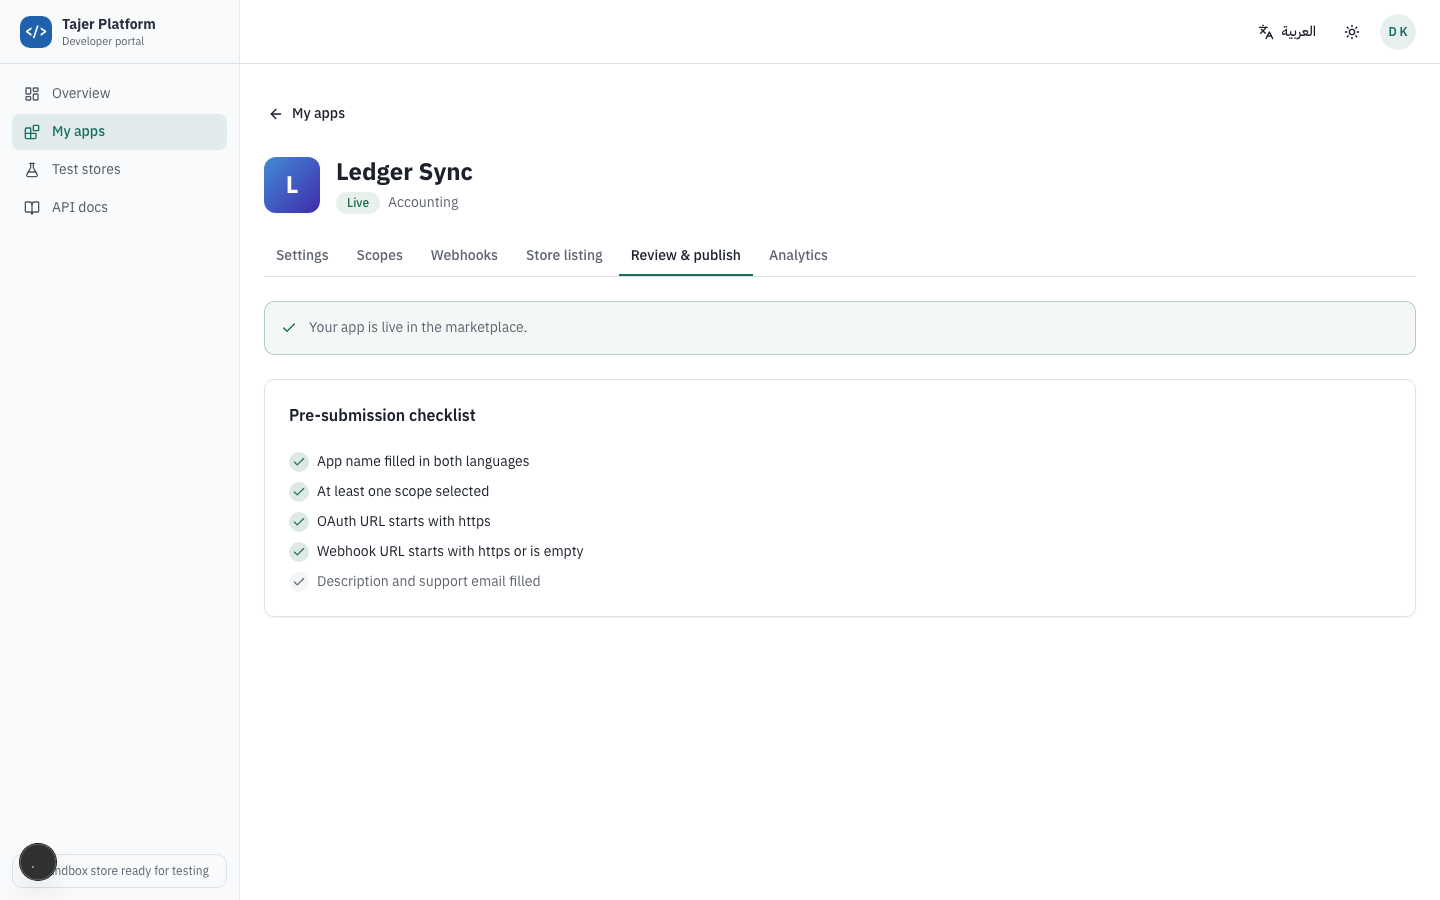 Tajer Platform
Developer portal
العربية
D K
Overview
My apps
Test stores
API docs
My apps
L
Ledger Sync
Live
Accounting
Settings
Scopes
Webhooks
Store listing
Review & publish
Analytics
Your app is live in the marketplace.
Pre-submission checklist
App name filled in both languages
At least one scope selected
OAuth URL starts with https
Webhook URL starts with https or is empty
Description and support email filled
store ready for testing